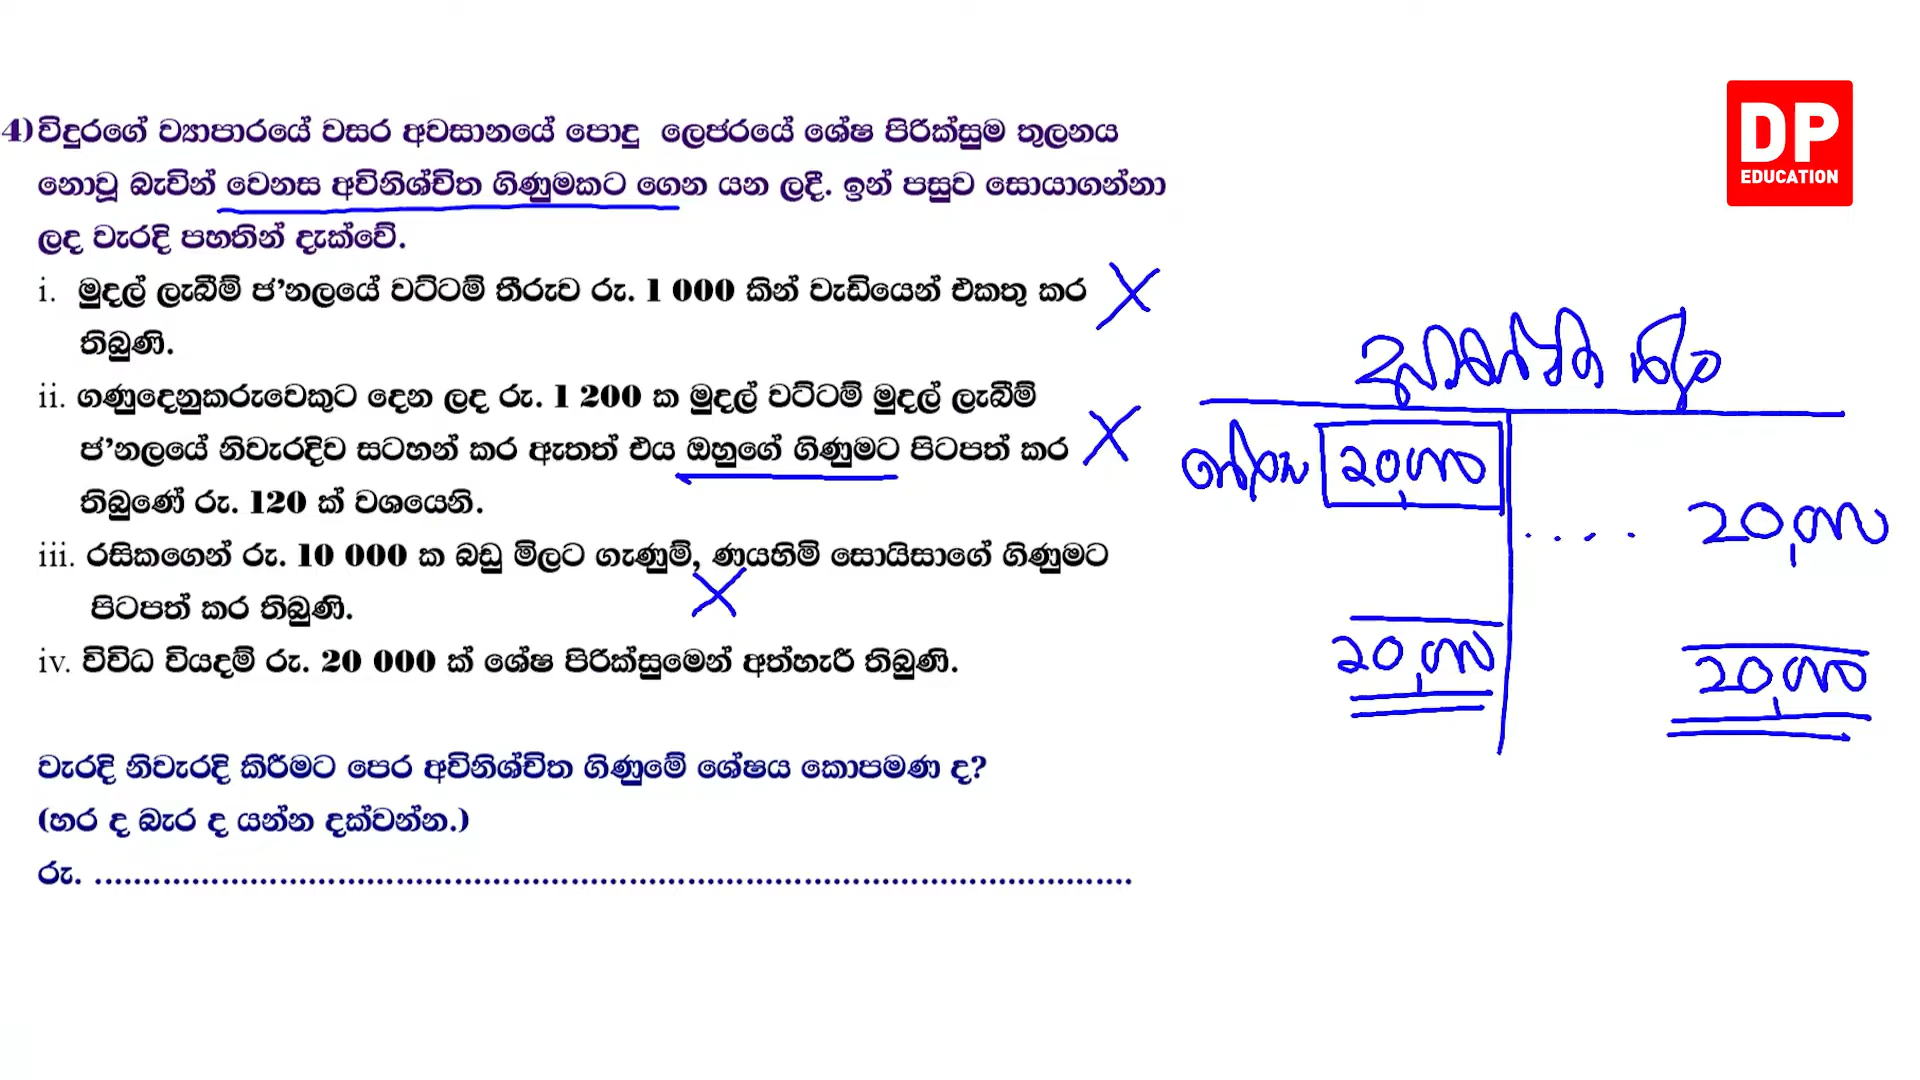 DP
EDUCATION
4) විදුරගේ ව්‍යාපාරයේ වසර අවසානයේ පොදු ලෙජරයේ ශේෂ පිරික්සුම තුලනය
නොවූ බැවින් වෙනස අවිනිශ්චිත ගිණුමකට ගෙන යන ලදී. ඉන් පසුව සොයාගන්නා
ලද වැරදි පහතින් දැක්වේ.
i. මුදල් ලැබීම් ජ'නලයේ වට්ටම් තීරුව රු. 1 000 කින් වැඩියෙන් එකතු කර
තිබුණි.
ii. ගණුදෙනුකරුවෙකුට දෙන ලද රු. 1 200 ක මුදල් වට්ටම් මුදල් ලැබීම්
ජ'නලයේ නිවැරදිව සටහන් කර ඇතත් එය ඔහුගේ ගිණුමට පිටපත් කර
තිබුණේ රු. 120 ක් වශයෙනි.
iii. රසිකගෙන් රු. 10 000 ක බඩු මිලට ගැණුම්, ණයහිමි සොයිසාගේ ගිණුමට
පිටපත් කර තිබුණි.
iv. විවිධ වියදම් රු. 20 000 ක් ශේෂ පිරික්සුමෙන් අත්හැරී තිබුණි.
වැරදි නිවැරදි කිරීමට පෙර අවිනිශ්චිත ගිණුමේ ශේෂය කොපමණ ද?
(හර ද බැර ද යන්න දක්වන්න.)
රු. ........................................................................
අවිනිශ්චිත ගිණුම
ශේෂය 20,000
.... 20,000
20,000 20,000